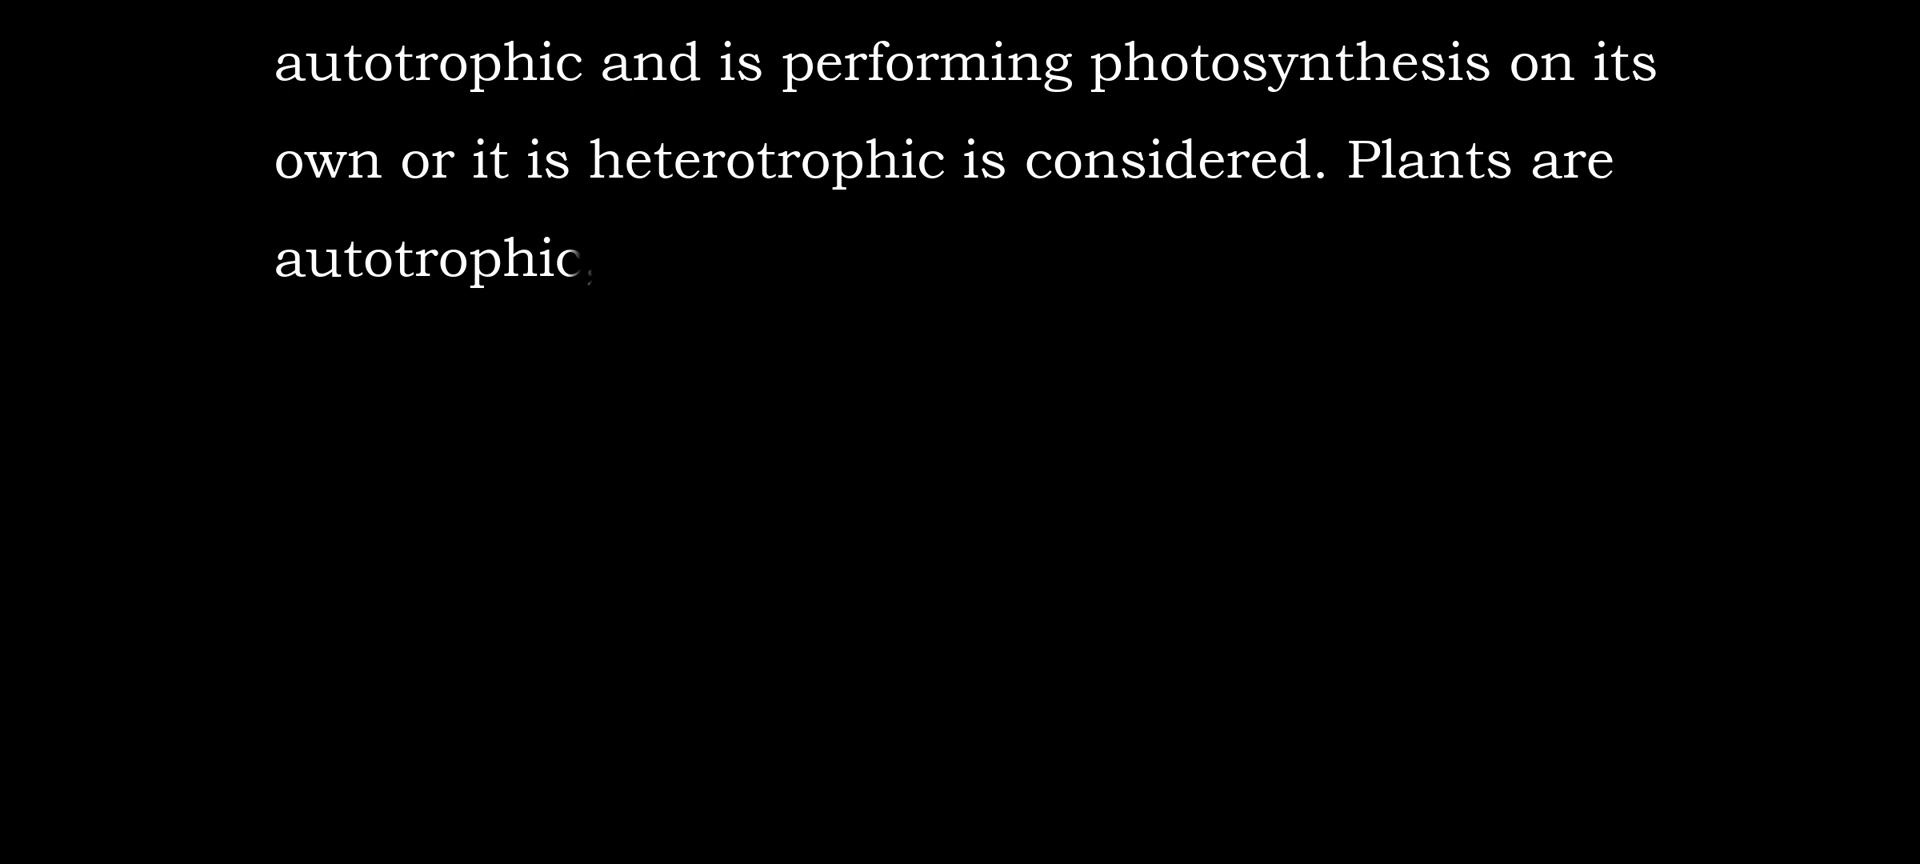 autotrophic and is performing photosynthesis on its
own or it is heterotrophic is considered. Plants are
autotrophic,